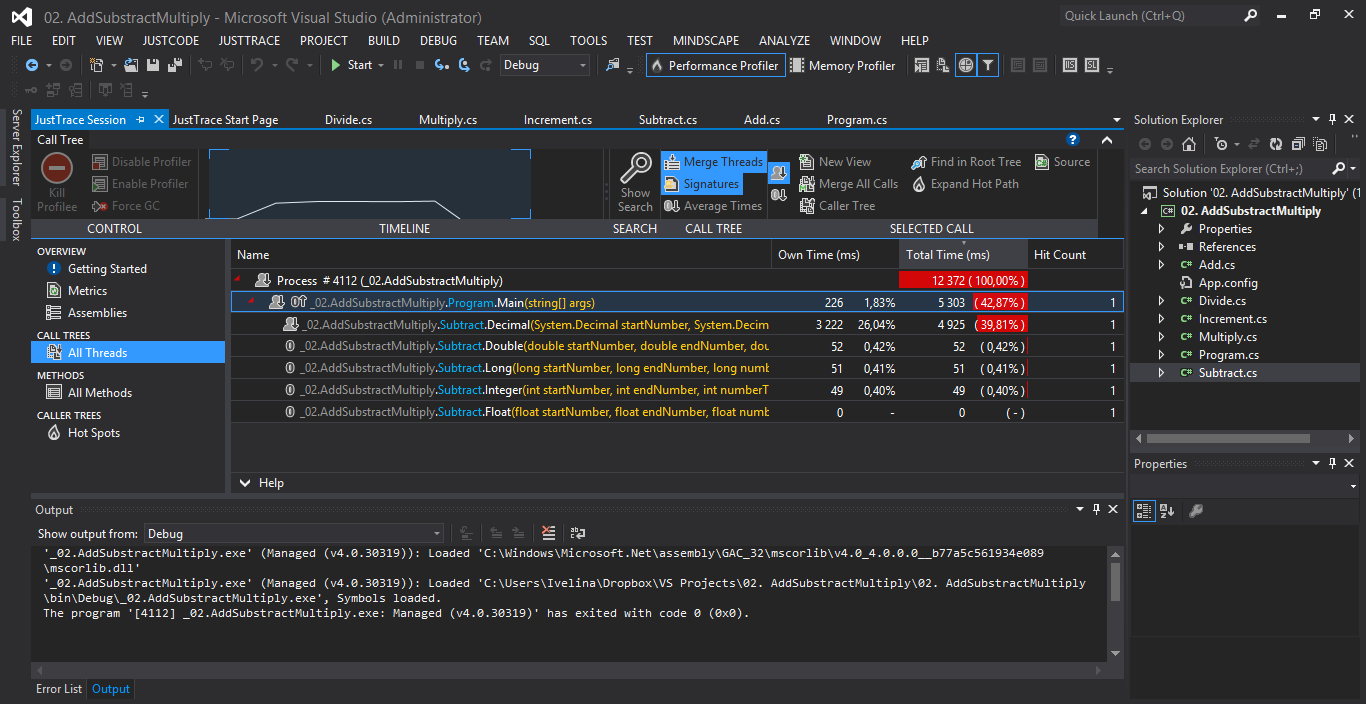 02. AddSubstractMultiply - Microsoft Visual Studio (Administrator)
Quick Launch (Ctrl+Q)
FILE EDIT VIEW JUSTCODE JUSTTRACE PROJECT BUILD DEBUG TEAM SQL TOOLS TEST MINDSCAPE ANALYZE WINDOW HELP
Start Debug Performance Profiler Memory Profiler
Server Explorer
Toolbox
JustTrace Session JustTrace Start Page Divide.cs Multiply.cs Increment.cs Subtract.cs Add.cs Program.cs
Call Tree
Kill Profilee
Disable Profiler
Enable Profiler
Force GC
Show Search
Merge Threads
Signatures
Average Times
New View
Merge All Calls
Caller Tree
Find in Root Tree
Expand Hot Path
Source
CONTROL TIMELINE SEARCH CALL TREE SELECTED CALL
OVERVIEW
Getting Started
Metrics
Assemblies
CALL TREES
All Threads
METHODS
All Methods
CALLER TREES
Hot Spots
Name Own Time (ms) Total Time (ms) Hit Count
Process # 4112 (_02.AddSubstractMultiply) 12 372 ( 100,00% )
_02.AddSubstractMultiply.Program.Main(string[] args) 226 1,83% 5 303 ( 42,87% ) 1
_02.AddSubstractMultiply.Subtract.Decimal(System.Decimal startNumber, System.Decim 3 222 26,04% 4 925 ( 39,81% ) 1
_02.AddSubstractMultiply.Subtract.Double(double startNumber, double endNumber, dou 52 0,42% 52 ( 0,42% ) 1
_02.AddSubstractMultiply.Subtract.Long(long startNumber, long endNumber, long numb 51 0,41% 51 ( 0,41% ) 1
_02.AddSubstractMultiply.Subtract.Integer(int startNumber, int endNumber, int numberT 49 0,40% 49 ( 0,40% ) 1
_02.AddSubstractMultiply.Subtract.Float(float startNumber, float endNumber, float numb 0 - 0 ( - ) 1
Help
Output
Show output from: Debug
'_02.AddSubstractMultiply.exe' (Managed (v4.0.30319)): Loaded 'C:\Windows\Microsoft.Net\assembly\GAC_32\mscorlib\v4.0_4.0.0.0__b77a5c561934e089
\mscorlib.dll'
'_02.AddSubstractMultiply.exe' (Managed (v4.0.30319)): Loaded 'C:\Users\Ivelina\Dropbox\VS Projects\02. AddSubstractMultiply\02. AddSubstractMultiply
\bin\Debug\_02.AddSubstractMultiply.exe', Symbols loaded.
The program '[4112] _02.AddSubstractMultiply.exe: Managed (v4.0.30319)' has exited with code 0 (0x0).
Error List Output
Solution Explorer
Search Solution Explorer (Ctrl+;)
Solution '02. AddSubstractMultiply' (1
02. AddSubstractMultiply
Properties
References
Add.cs
App.config
Divide.cs
Increment.cs
Multiply.cs
Program.cs
Subtract.cs
Properties